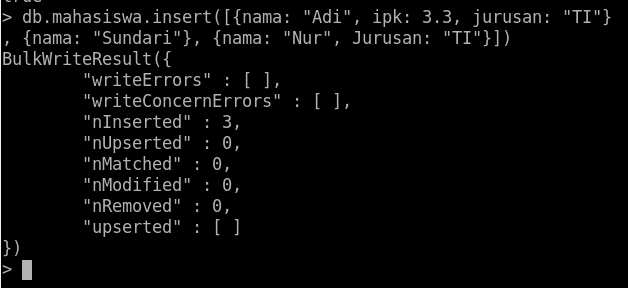 > db.mahasiswa.insert([{nama: "Adi", ipk: 3.3, jurusan: "TI"}
, {nama: "Sundari"}, {nama: "Nur", Jurusan: "TI"}])
BulkWriteResult({
        "writeErrors" : [ ],
        "writeConcernErrors" : [ ],
        "nInserted" : 3,
        "nUpserted" : 0,
        "nMatched" : 0,
        "nModified" : 0,
        "nRemoved" : 0,
        "upserted" : [ ]
})
>